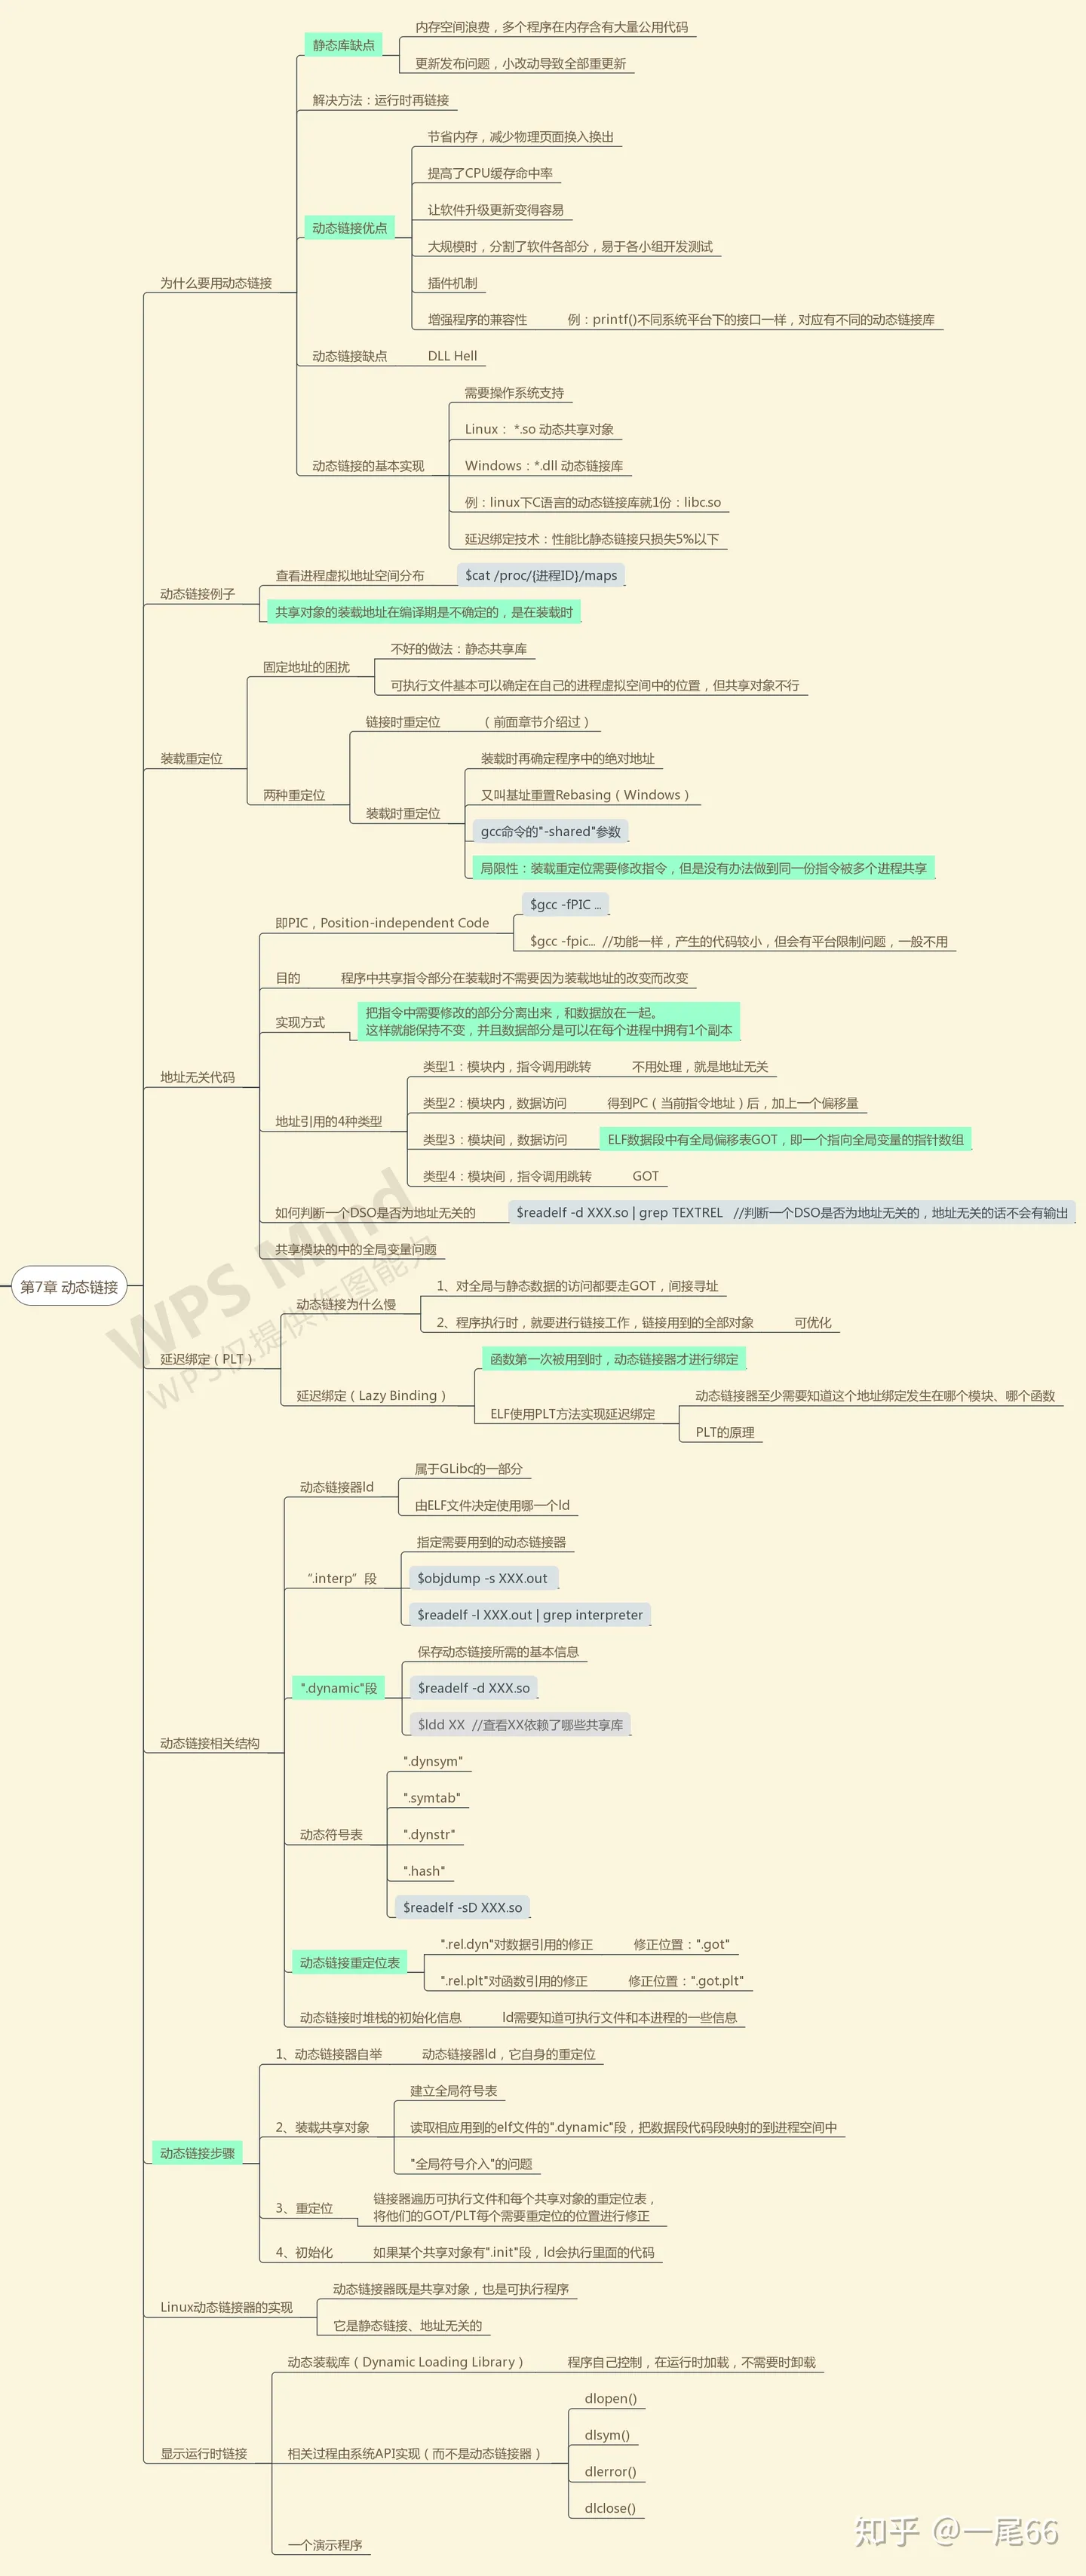 静态库缺点
内存空间浪费，多个程序在内存含有大量公用代码
更新发布问题，小改动导致全部重更新
解决方法：运行时再链接
动态链接优点
节省内存，减少物理页面换入换出
提高了CPU缓存命中率
让软件升级更新变得容易
大规模时，分割了软件各部分，易于各小组开发测试
插件机制
增强程序的兼容性 例：printf()不同系统平台下的接口一样，对应有不同的动态链接库
为什么要用动态链接
动态链接缺点 DLL Hell
动态链接的基本实现
需要操作系统支持
Linux： *.so 动态共享对象
Windows：*.dll 动态链接库
例：linux下C语言的动态链接库就1份：libc.so
延迟绑定技术：性能比静态链接只损失5%以下
动态链接例子
查看进程虚拟地址空间分布 $cat /proc/{进程ID}/maps
共享对象的装载地址在编译期是不确定的，是在装载时
装载重定位
固定地址的困扰
不好的做法：静态共享库
可执行文件基本可以确定在自己的进程虚拟空间中的位置，但共享对象不行
两种重定位
链接时重定位 （前面章节介绍过）
装载时重定位
装载时再确定程序中的绝对地址
又叫基址重置Rebasing（Windows）
gcc命令的"-shared"参数
局限性：装载重定位需要修改指令，但是没有办法做到同一份指令被多个进程共享
地址无关代码
即PIC，Position-independent Code
$gcc -fPIC ...
$gcc -fpic... //功能一样，产生的代码较小，但会有平台限制问题，一般不用
目的 程序中共享指令部分在装载时不需要因为装载地址的改变而改变
实现方式
把指令中需要修改的部分分离出来，和数据放在一起。
这样就能保持不变，并且数据部分是可以在每个进程中拥有1个副本
地址引用的4种类型
类型1：模块内，指令调用跳转 不用处理，就是地址无关
类型2：模块内，数据访问 得到PC（当前指令地址）后，加上一个偏移量
类型3：模块间，数据访问 ELF数据段中有全局偏移表GOT，即一个指向全局变量的指针数组
类型4：模块间，指令调用跳转 GOT
如何判断一个DSO是否为地址无关的 $readelf -d XXX.so | grep TEXTREL //判断一个DSO是否为地址无关的，地址无关的话不会有输出
共享模块的中的全局变量问题
第7章 动态链接
WPS Mind
WPS仅提供作图能力
延迟绑定（PLT）
动态链接为什么慢
1、对全局与静态数据的访问都要走GOT，间接寻址
2、程序执行时，就要进行链接工作，链接用到的全部对象 可优化
延迟绑定（Lazy Binding）
函数第一次被用到时，动态链接器才进行绑定
ELF使用PLT方法实现延迟绑定
动态链接器至少需要知道这个地址绑定发生在哪个模块、哪个函数
PLT的原理
动态链接相关结构
动态链接器ld
属于GLibc的一部分
由ELF文件决定使用哪一个ld
“.interp”段
指定需要用到的动态链接器
$objdump -s XXX.out
$readelf -l XXX.out | grep interpreter
".dynamic"段
保存动态链接所需的基本信息
$readelf -d XXX.so
$ldd XX //查看XX依赖了哪些共享库
动态符号表
".dynsym"
".symtab"
".dynstr"
".hash"
$readelf -sD XXX.so
动态链接重定位表
".rel.dyn"对数据引用的修正 修正位置：".got"
".rel.plt"对函数引用的修正 修正位置：".got.plt"
动态链接时堆栈的初始化信息 ld需要知道可执行文件和本进程的一些信息
动态链接步骤
1、动态链接器自举 动态链接器ld，它自身的重定位
2、装载共享对象
建立全局符号表
读取相应用到的elf文件的".dynamic"段，把数据段代码段映射的到进程空间中
"全局符号介入"的问题
3、重定位
链接器遍历可执行文件和每个共享对象的重定位表，
将他们的GOT/PLT每个需要重定位的位置进行修正
4、初始化 如果某个共享对象有".init"段，ld会执行里面的代码
Linux动态链接器的实现
动态链接器既是共享对象，也是可执行程序
它是静态链接、地址无关的
显示运行时链接
动态装载库（Dynamic Loading Library） 程序自己控制，在运行时加载，不需要时卸载
相关过程由系统API实现（而不是动态链接器）
dlopen()
dlsym()
dlerror()
dlclose()
一个演示程序
知乎 @一尾66